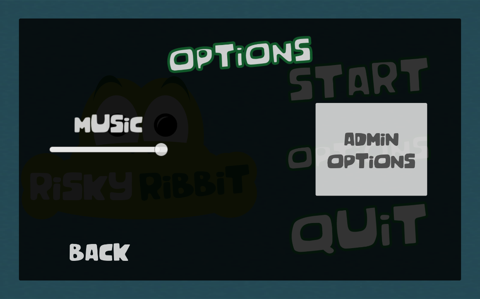 OPTiONS
START
MUSiC
ADMiN
OPTiONS
OPTIONS
RiSKY RiBBiT
QUiT
BACK